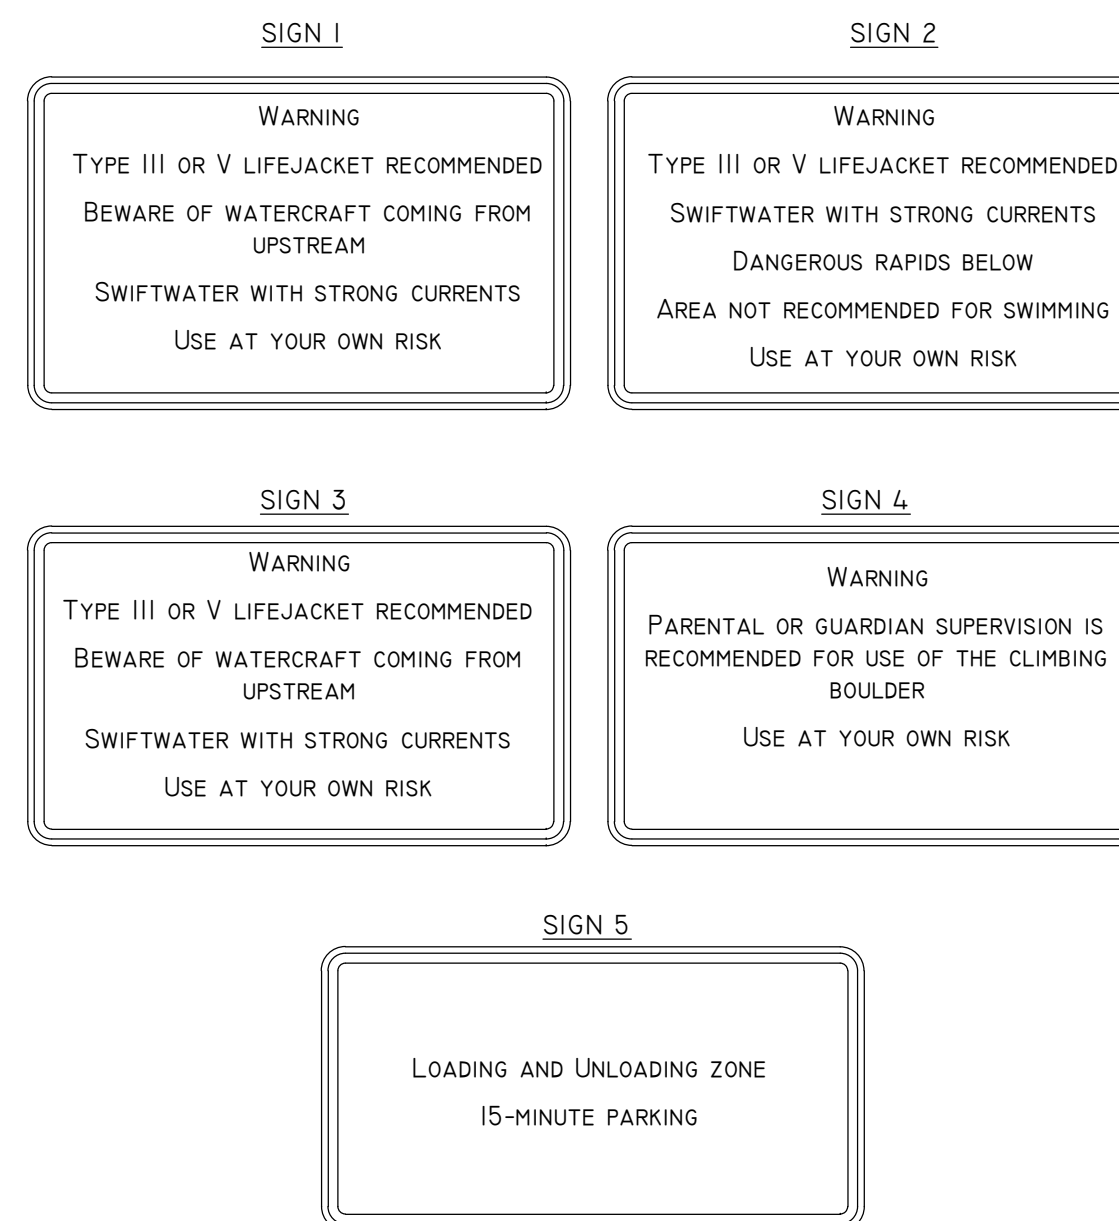 SIGN 1
WARNING
TYPE III OR V LIFEJACKET RECOMMENDED
BEWARE OF WATERCRAFT COMING FROM
UPSTREAM
SWIFTWATER WITH STRONG CURRENTS
USE AT YOUR OWN RISK
SIGN 2
WARNING
TYPE III OR V LIFEJACKET RECOMMENDED
SWIFTWATER WITH STRONG CURRENTS
DANGEROUS RAPIDS BELOW
AREA NOT RECOMMENDED FOR SWIMMING
USE AT YOUR OWN RISK
SIGN 3
WARNING
TYPE III OR V LIFEJACKET RECOMMENDED
BEWARE OF WATERCRAFT COMING FROM
UPSTREAM
SWIFTWATER WITH STRONG CURRENTS
USE AT YOUR OWN RISK
SIGN 4
WARNING
PARENTAL OR GUARDIAN SUPERVISION IS
RECOMMENDED FOR USE OF THE CLIMBING
BOULDER
USE AT YOUR OWN RISK
SIGN 5
LOADING AND UNLOADING ZONE
15-MINUTE PARKING